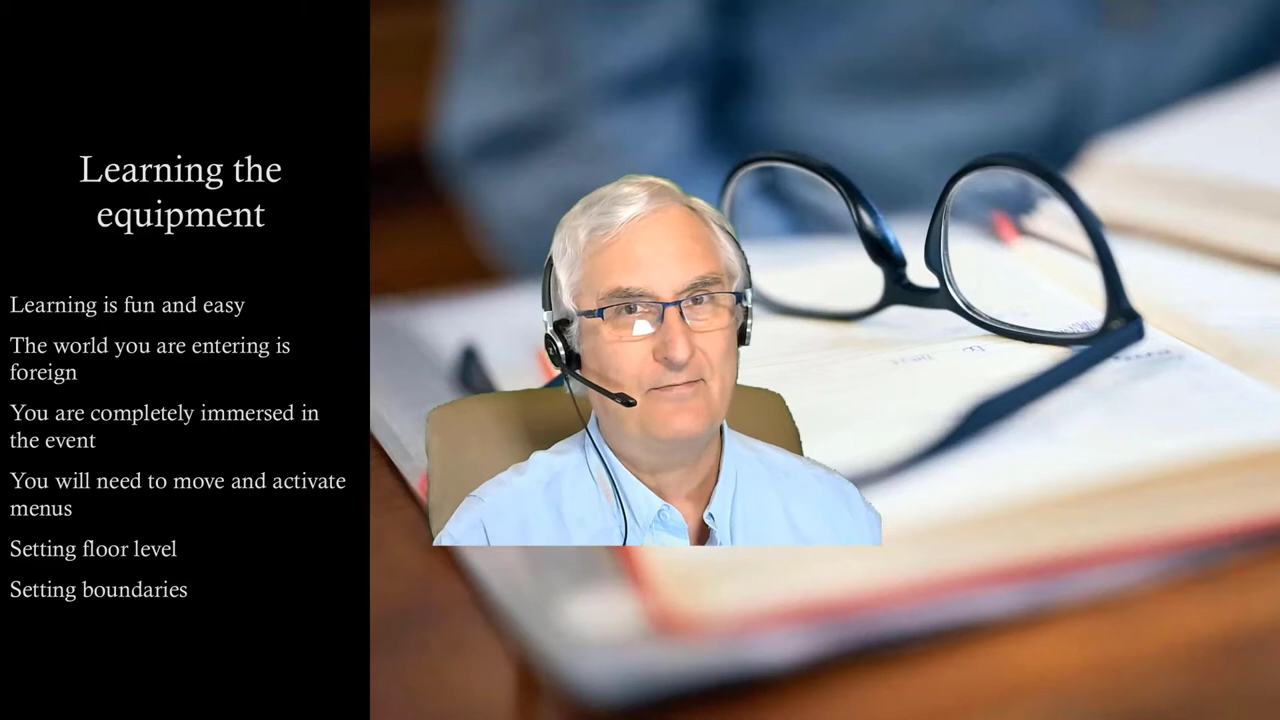 Learning the
equipment
Learning is fun and easy
The world you are entering is
foreign
You are completely immersed in
the event
You will need to move and activate
menus
Setting floor level
Setting boundaries